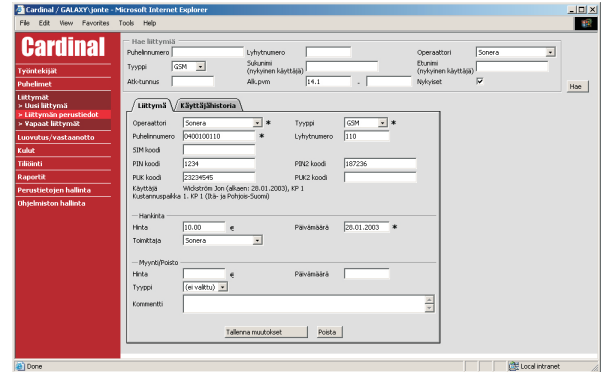 Cardinal / GALAXY\jonte - Microsoft Internet Explorer
File Edit View Favorites Tools Help
Cardinal
Työntekijät
Puhelimet
Liittymät
> Uusi liittymä
> Liittymän perustiedot
> Vapaat liittymät
Luovutus/vastaanotto
Kulut
Tiliöinti
Raportit
Perustietojen hallinta
Ohjelmiston hallinta
Hae liittymiä
Puhelinnumero Lyhytnumero Operaattori Sonera
Tyyppi GSM Sukunimi (nykyinen käyttäjä) Etunimi (nykyinen käyttäjä)
Atk-tunnus Alk.pvm 14.1 - Nykyiset
Hae
Liittymä Käyttäjähistoria
Operaattori Sonera * Tyyppi GSM *
Puhelinnumero 0400100110 * Lyhytnumero 110
SIM koodi
PIN koodi 1234 PIN2 koodi 187236
PUK koodi 23234545 PUK2 koodi
Käyttäjä Wickström Jon (alkaen: 28.01.2003), KP 1
Kustannuspaikka 1. KP 1 (Itä- ja Pohjois-Suomi)
Hankinta
Hinta 10.00 € Päivämäärä 28.01.2003 *
Toimittaja Sonera
Myynti/Poisto
Hinta € Päivämäärä
Tyyppi (ei valittu)
Kommentti
Tallenna muutokset Poista
Done Local intranet